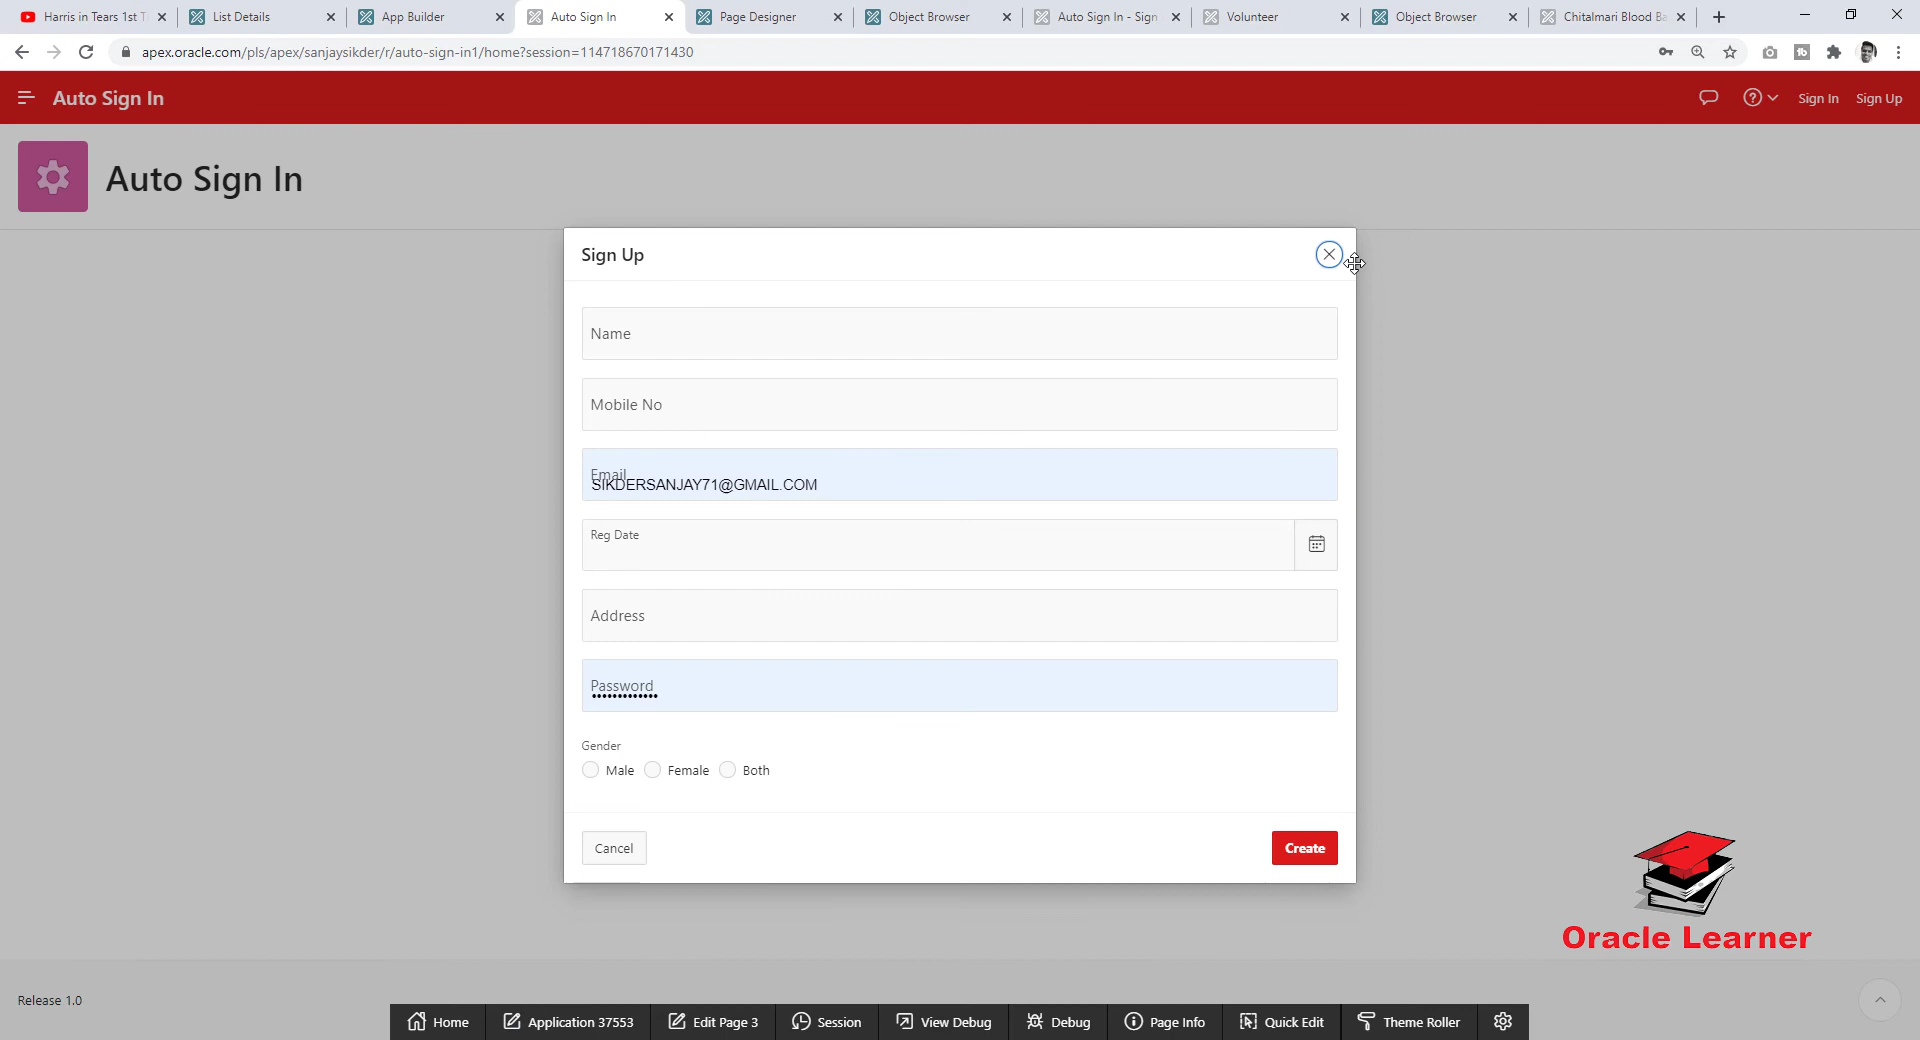 Harris in Tears 1st T
List Details
App Builder
Auto Sign In
Page Designer
Object Browser
Auto Sign In - Sign
Volunteer
Object Browser
Chitalmari Blood Ba
apex.oracle.com/pls/apex/sanjaysikder/r/auto-sign-in1/home?session=114718670171430
Auto Sign In
Sign In
Sign Up
Auto Sign In
Sign Up
Name
Mobile No
Email
SIKDERSANJAY71@GMAIL.COM
Reg Date
Address
Password
Gender
Male
Female
Both
Cancel
Create
Oracle Learner
Release 1.0
Home
Application 37553
Edit Page 3
Session
View Debug
Debug
Page Info
Quick Edit
Theme Roller